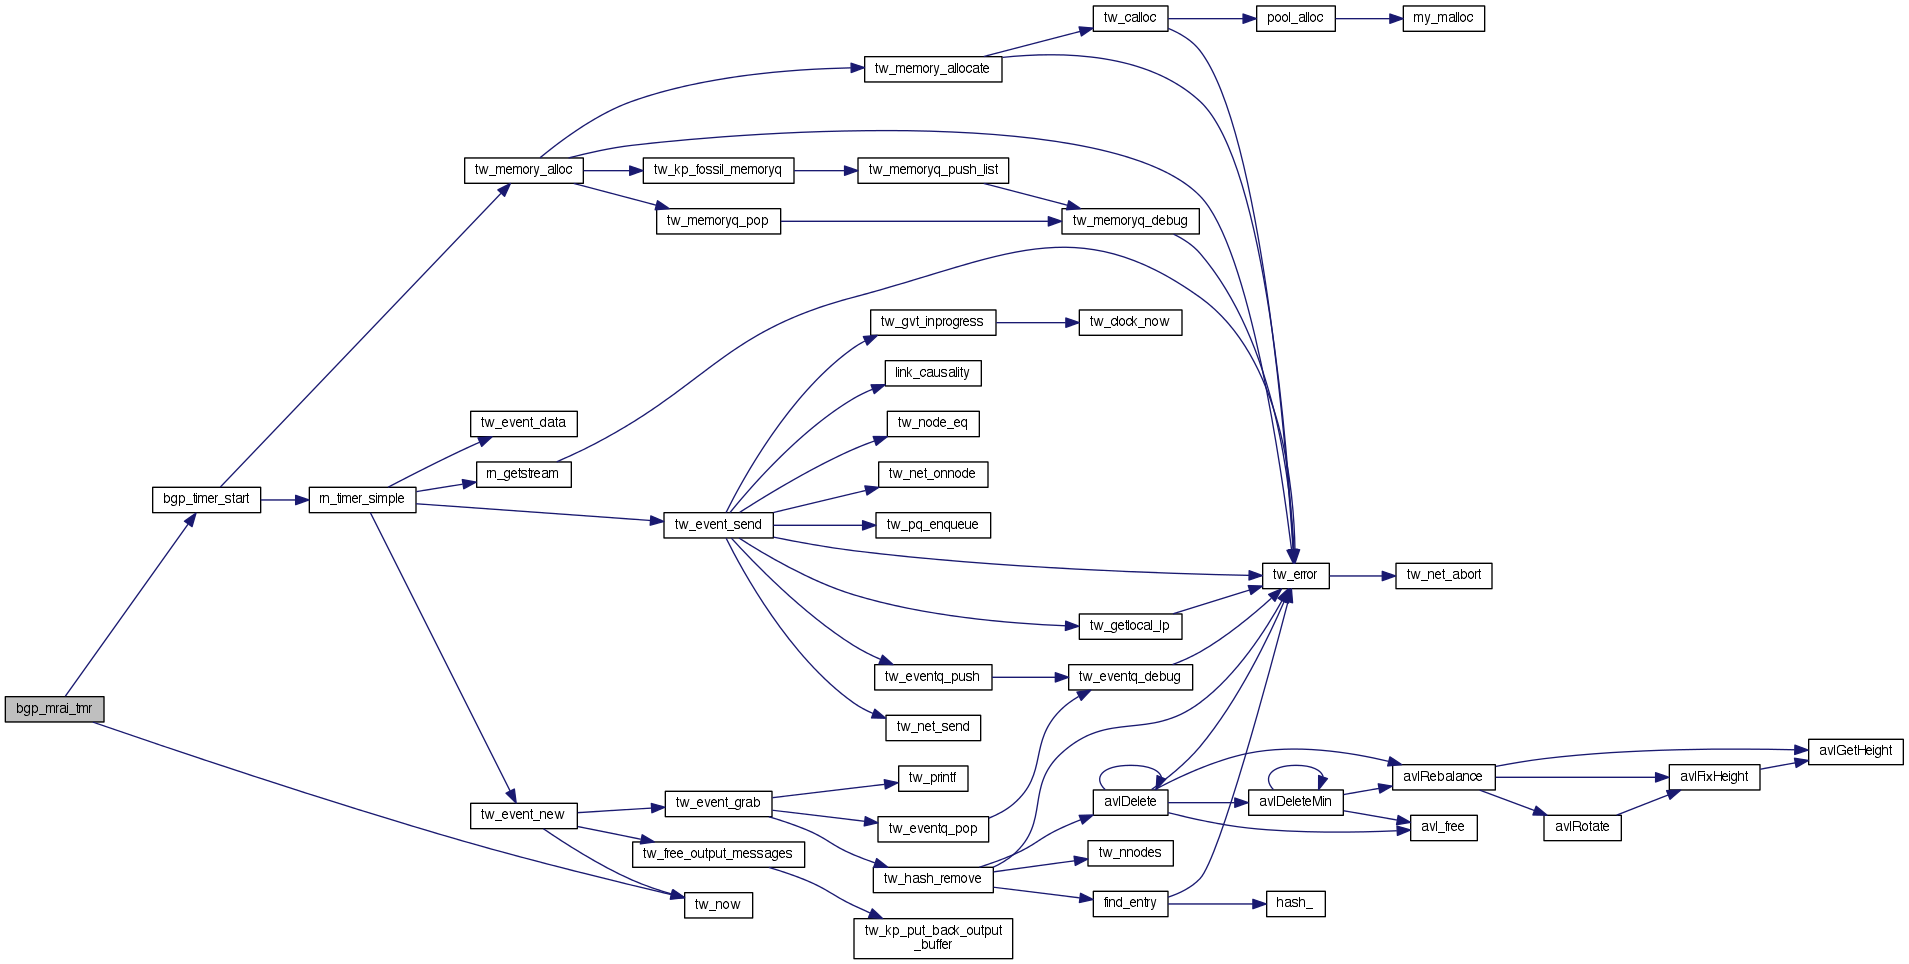 tw_calloc
pool_alloc
my_malloc
tw_memory_allocate
tw_memory_alloc
tw_kp_fossil_memoryq
tw_memoryq_push_list
tw_memoryq_pop
tw_memoryq_debug
tw_gvt_inprogress
tw_clock_now
link_causality
tw_event_data
tw_node_eq
rn_getstream
tw_net_onnode
bgp_timer_start
rn_timer_simple
tw_event_send
tw_pq_enqueue
tw_error
tw_net_abort
tw_getlocal_lp
tw_eventq_push
tw_eventq_debug
bgp_mrai_tmr
tw_net_send
avlGetHeight
tw_printf
avlRebalance
avlFixHeight
tw_event_grab
avlDelete
avlDeleteMin
tw_event_new
tw_eventq_pop
avl_free
avlRotate
tw_free_output_messages
tw_nnodes
tw_hash_remove
tw_now
find_entry
hash_
tw_kp_put_back_output
_buffer